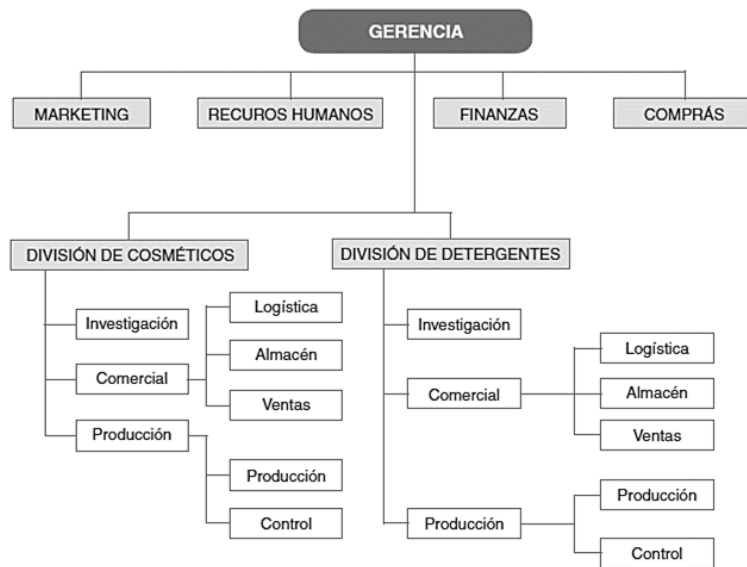 GERENCIA
MARKETING
RECUROS HUMANOS
FINANZAS
COMPRÁS
DIVISIÓN DE COSMÉTICOS
DIVISIÓN DE DETERGENTES
Investigación
Comercial
Producción
Logística
Almacén
Ventas
Producción
Control
Investigación
Comercial
Producción
Logística
Almacén
Ventas
Producción
Control